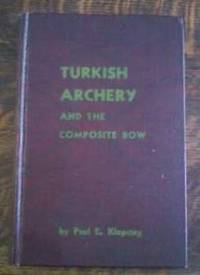 TURKISH
ARCHERY
AND THE
COMPOSITE BOW
by Paul E. Klopsteg